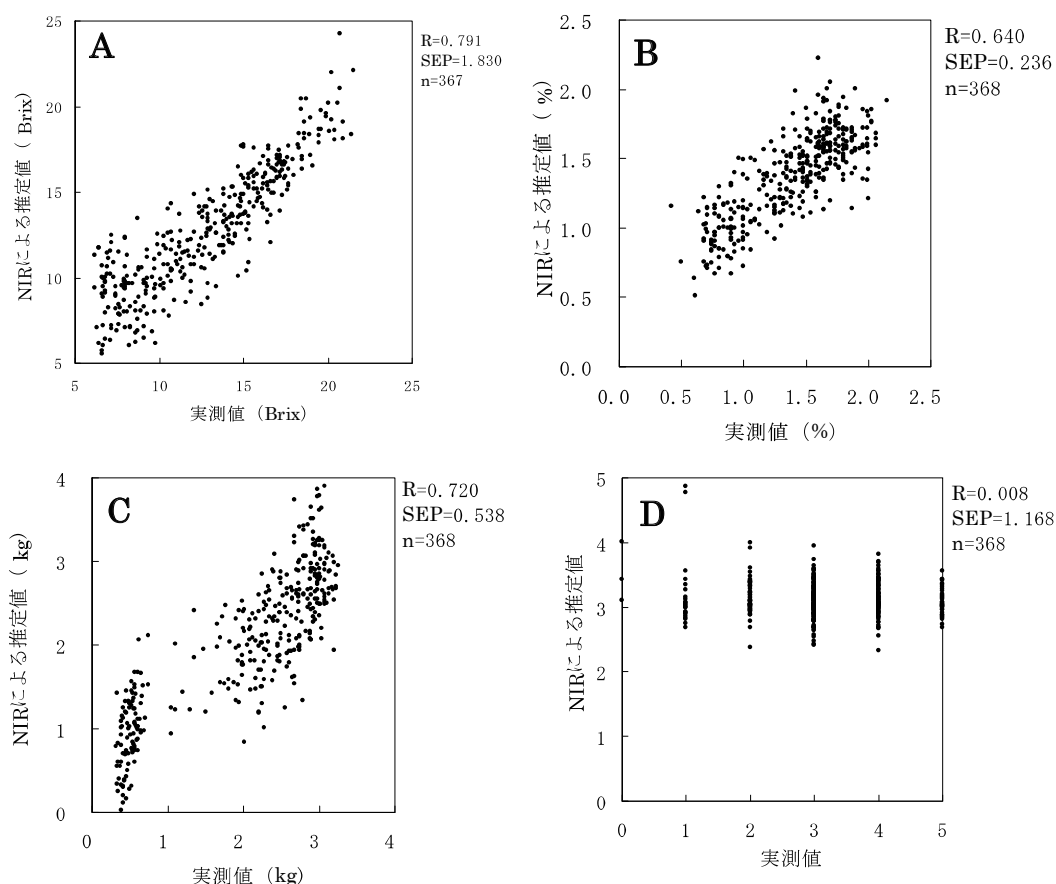 A
R=0.791
SEP=1.830
n=367
NIRによる推定値 ( Brix)
25
20
15
10
5
5 10 15 20 25
実測値 (Brix)
B
R=0.640
SEP=0.236
n=368
NIRによる推定値 ( %)
2.5
2.0
1.5
1.0
0.5
0.0
0.0 0.5 1.0 1.5 2.0 2.5
実測値 (%)
C
R=0.720
SEP=0.538
n=368
NIRによる推定値 ( kg)
4
3
2
1
0
0 1 2 3 4
実測値 (kg)
D
R=0.008
SEP=1.168
n=368
NIRによる推定値
5
4
3
2
1
0
0 1 2 3 4 5
実測値